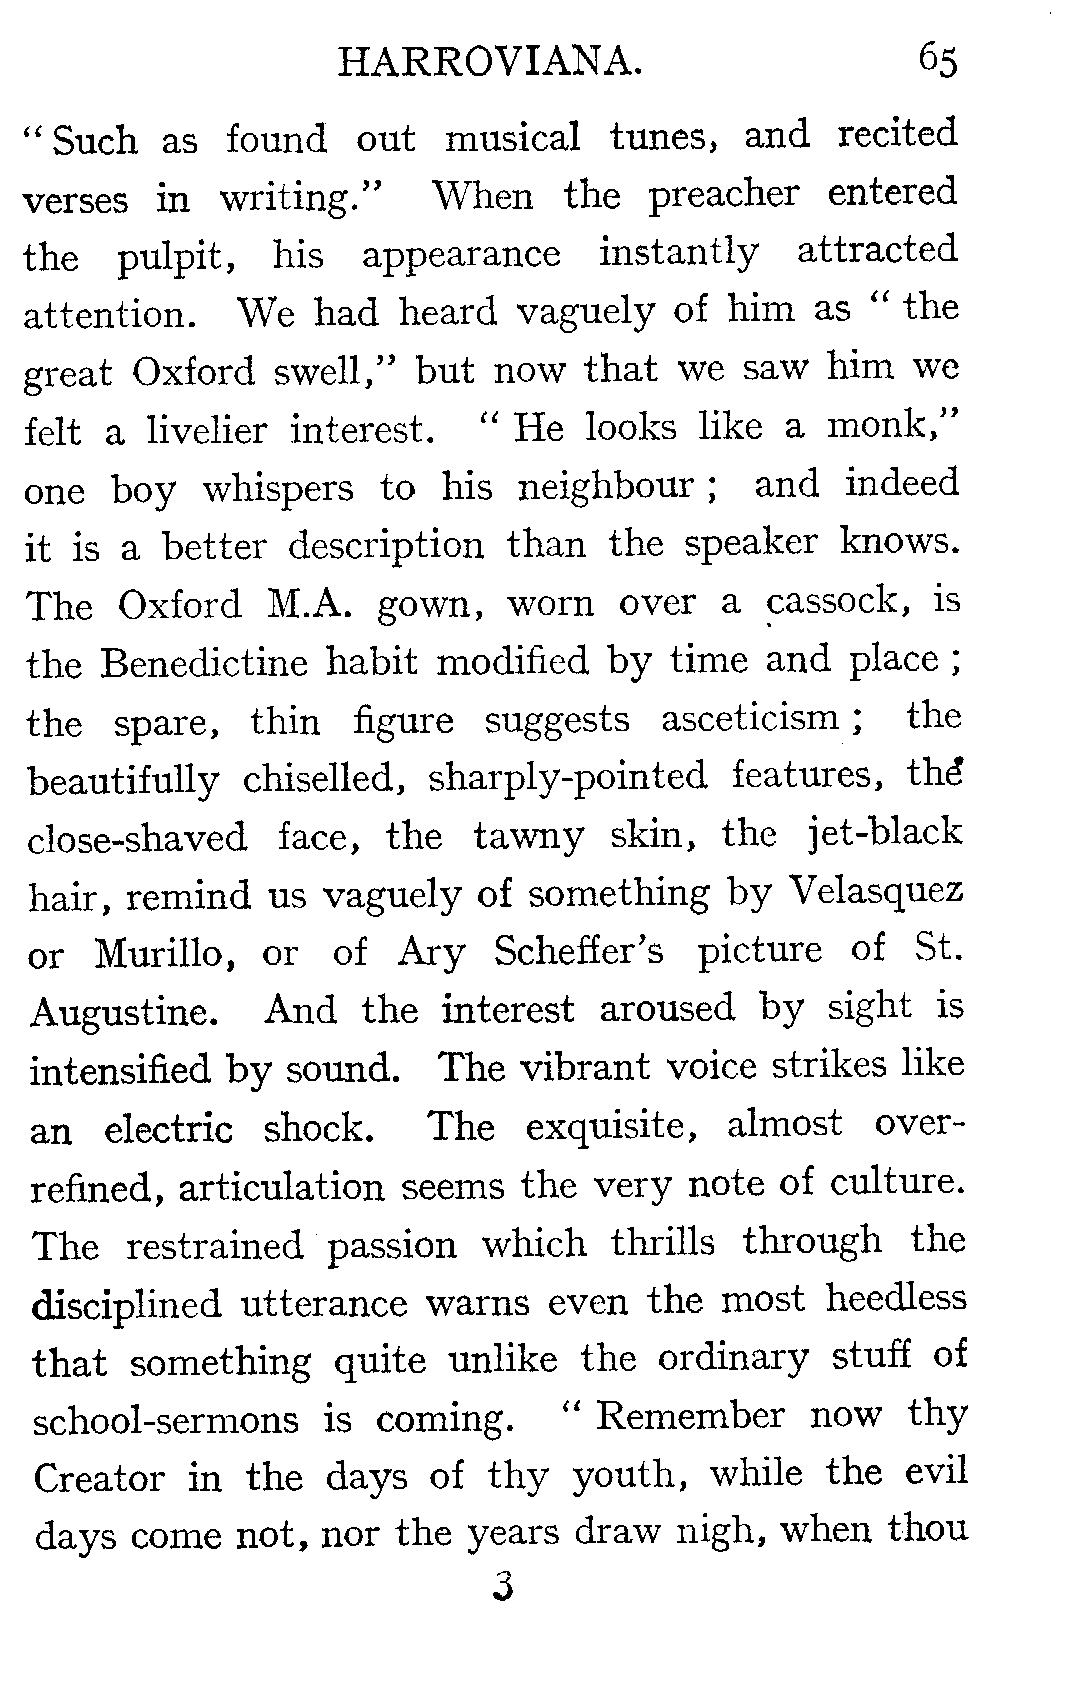 HARROVIANA. 65
“Such as found out musical tunes, and recited
verses in writing.” When the preacher entered
the pulpit, his appearance instantly attracted
attention. We had heard vaguely of him as “ the
great Oxford swell,” but now that we saw him we
felt a livelier interest. “ He looks like a monk,”
one boy whispers to his neighbour ; and indeed
it is a better description than the speaker knows.
The Oxford M.A. gown, worn over a cassock, is
the Benedictine habit modified by time and place ;
the spare, thin figure suggests asceticism ; the
beautifully chiselled, sharply-pointed features, the
close-shaved face, the tawny skin, the jet-black
hair, remind us vaguely of something by Velasquez
or Murillo, or of Ary Scheffer’s picture of St.
Augustine. And the interest aroused by sight is
intensified by sound. The vibrant voice strikes like
an electric shock. The exquisite, almost over-
refined, articulation seems the very note of culture.
The restrained passion which thrills through the
disciplined utterance warns even the most heedless
that something quite unlike the ordinary stuff of
school-sermons is coming. “ Remember now thy
Creator in the days of thy youth, while the evil
days come not, nor the years draw nigh, when thou
3